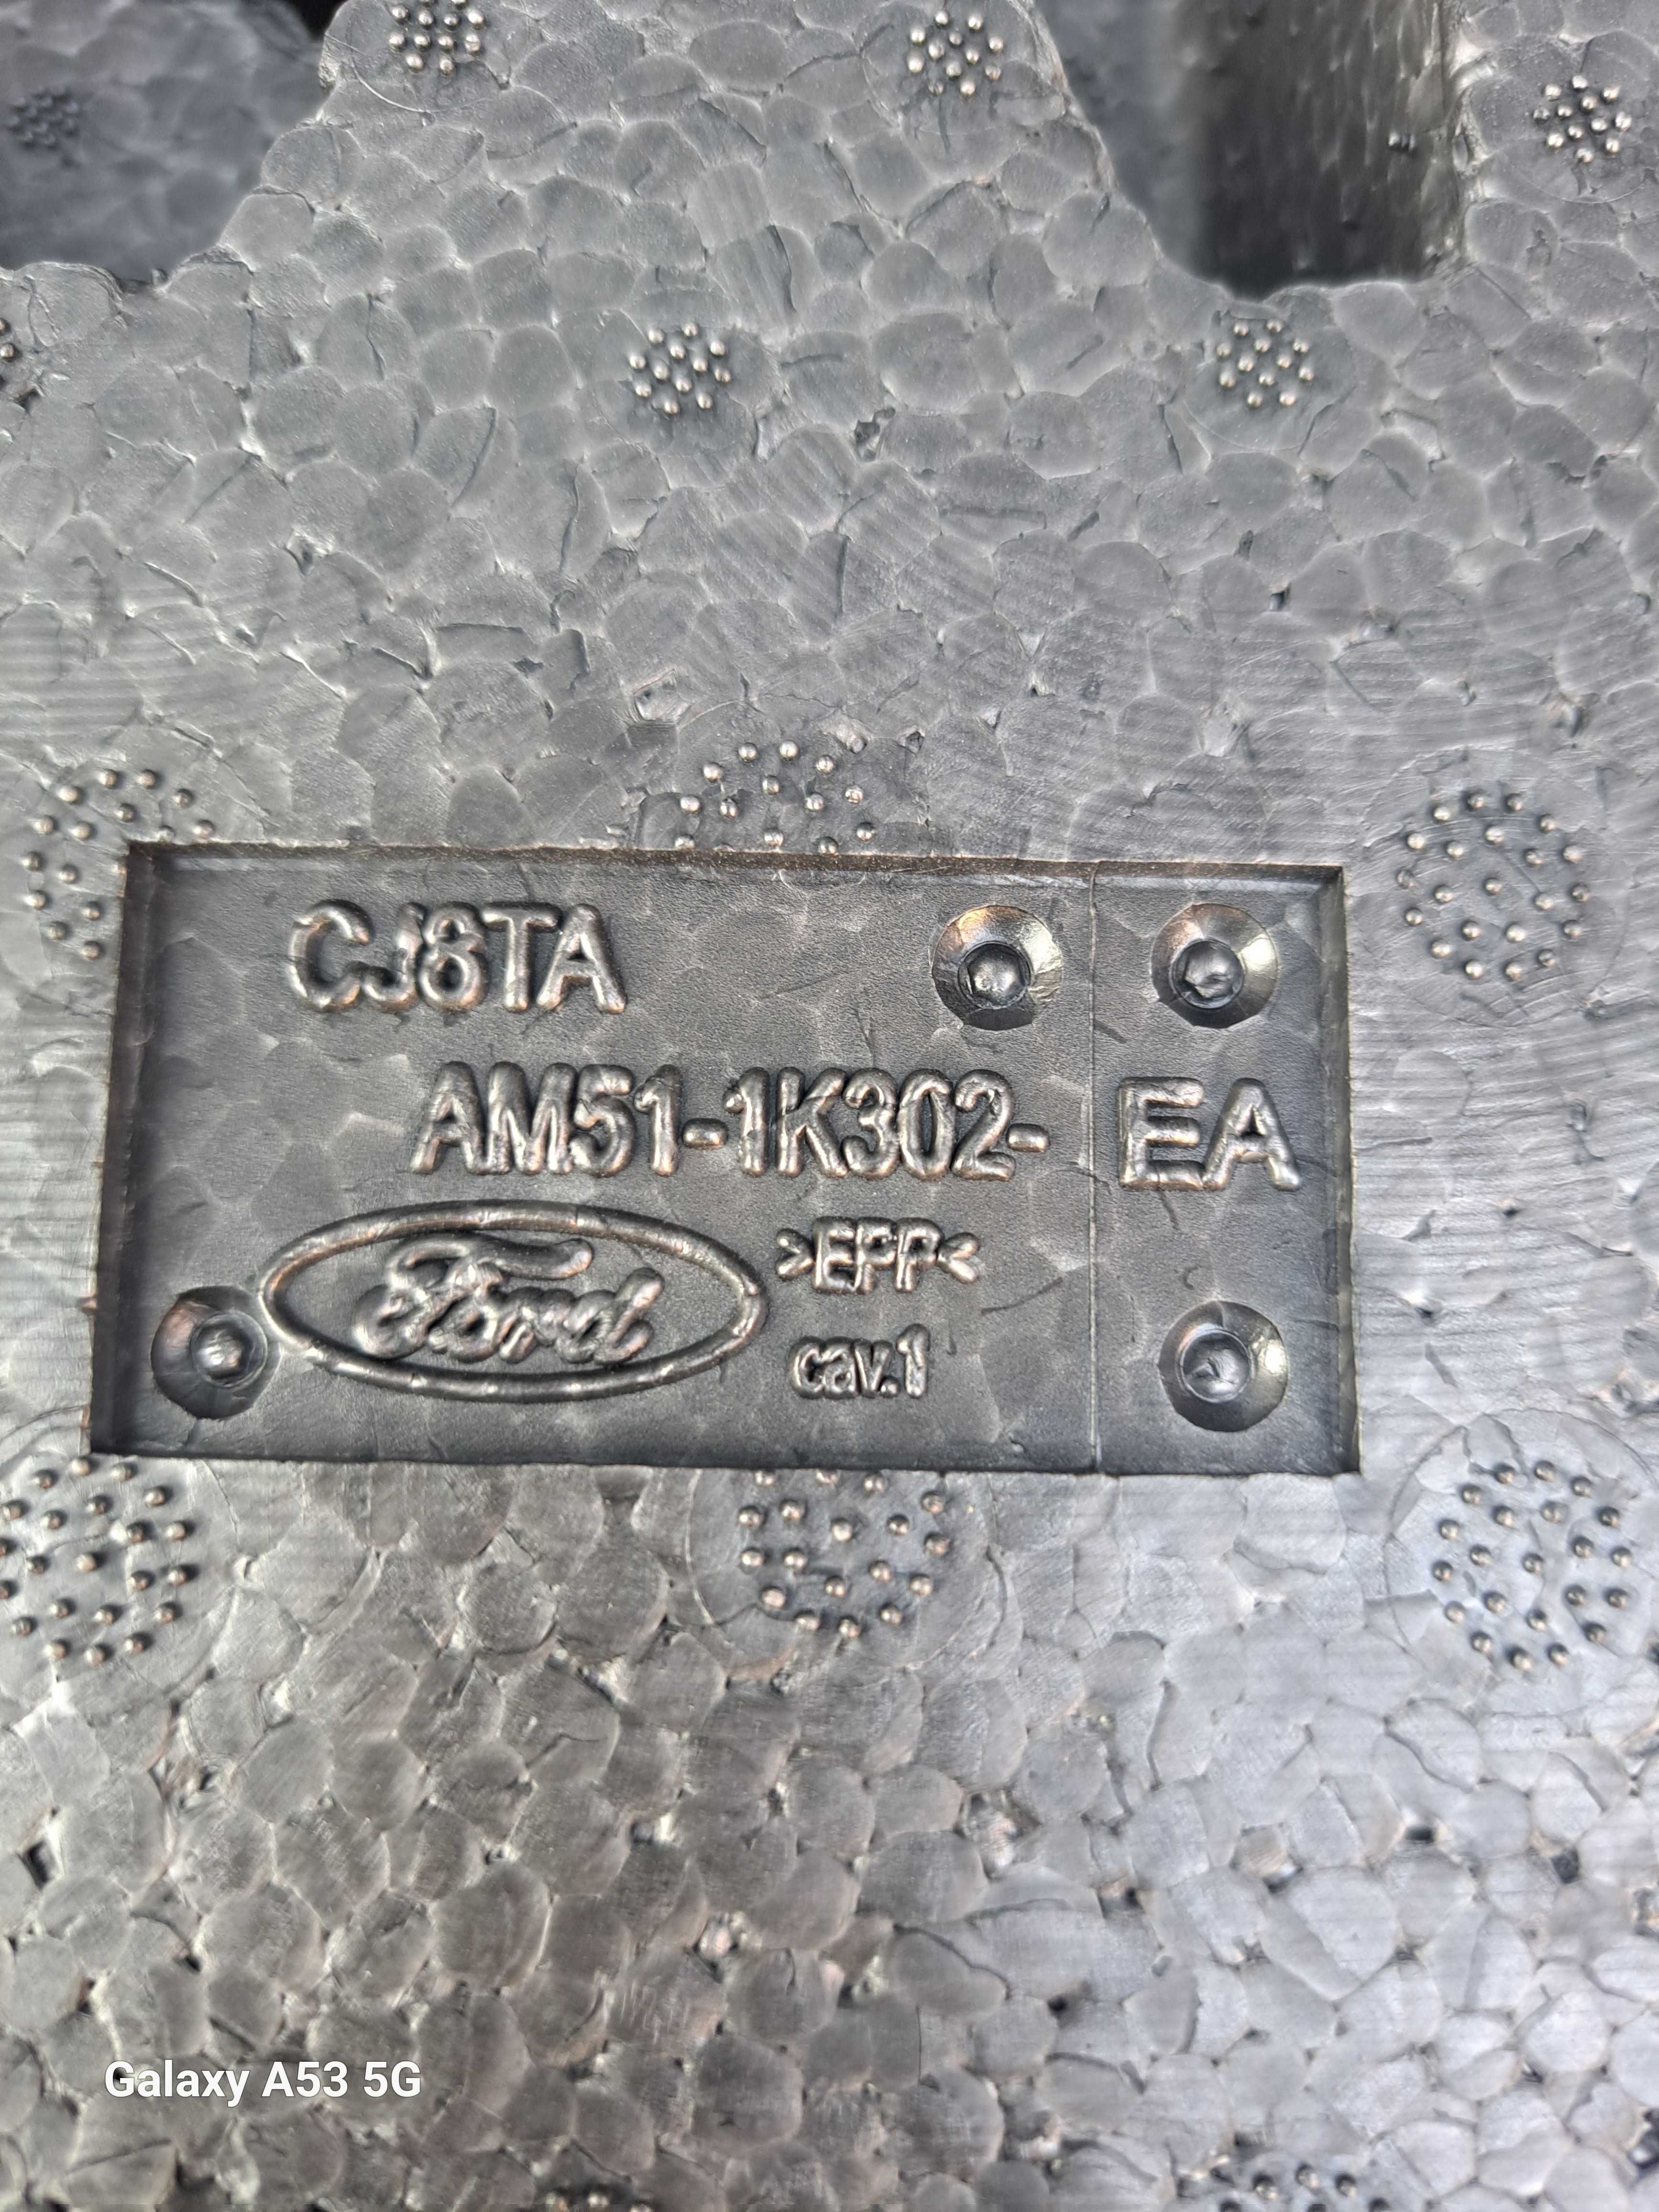 CJ8TA
AM51-1K302- EA
Ford
>EPP<
cav.1
Galaxy A53 5G